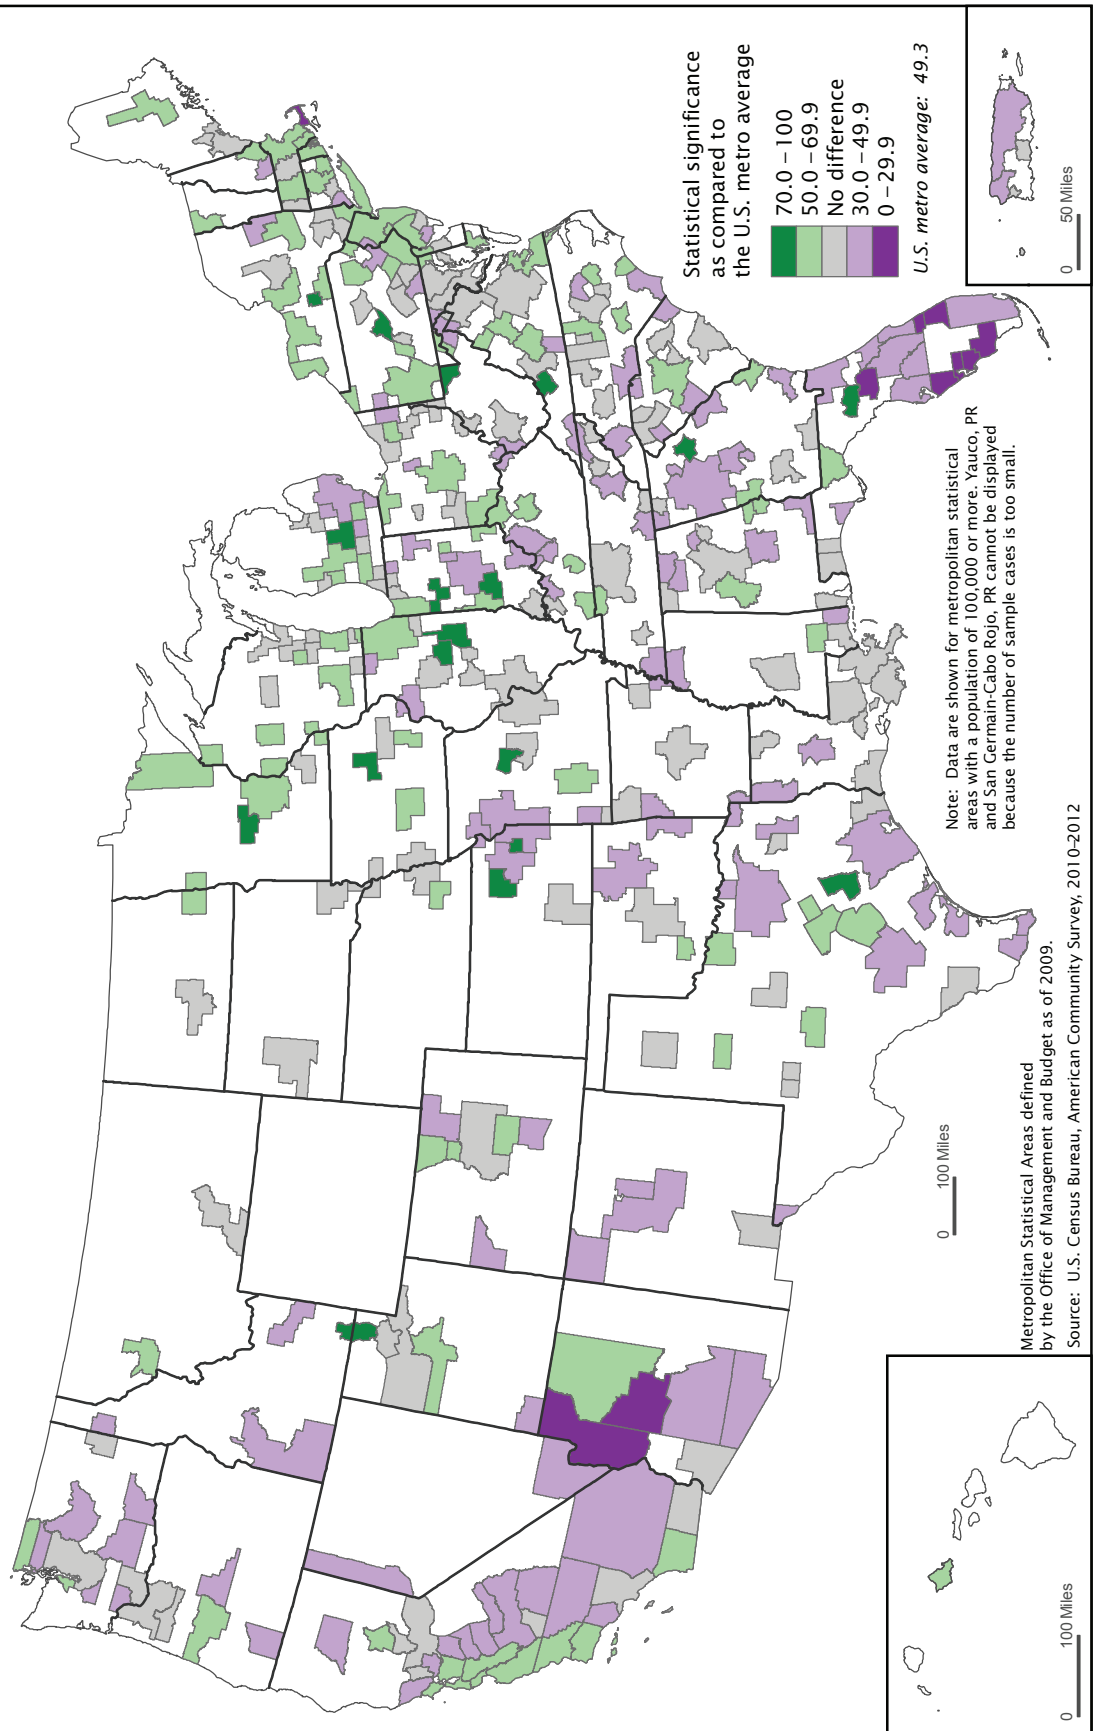 Statistical significance
as compared to
the U.S. metro average
70.0 – 100
50.0 – 69.9
No difference
30.0 – 49.9
0 – 29.9
U.S. metro average: 49.3
0 50 Miles
Note: Data are shown for metropolitan statistical
areas with a population of 100,000 or more. Yauco, PR
and San Germain-Cabo Rojo, PR cannot be displayed
because the number of sample cases is too small.
0 100 Miles
Metropolitan Statistical Areas defined
by the Office of Management and Budget as of 2009.
Source: U.S. Census Bureau, American Community Survey, 2010-2012
0 100 Miles